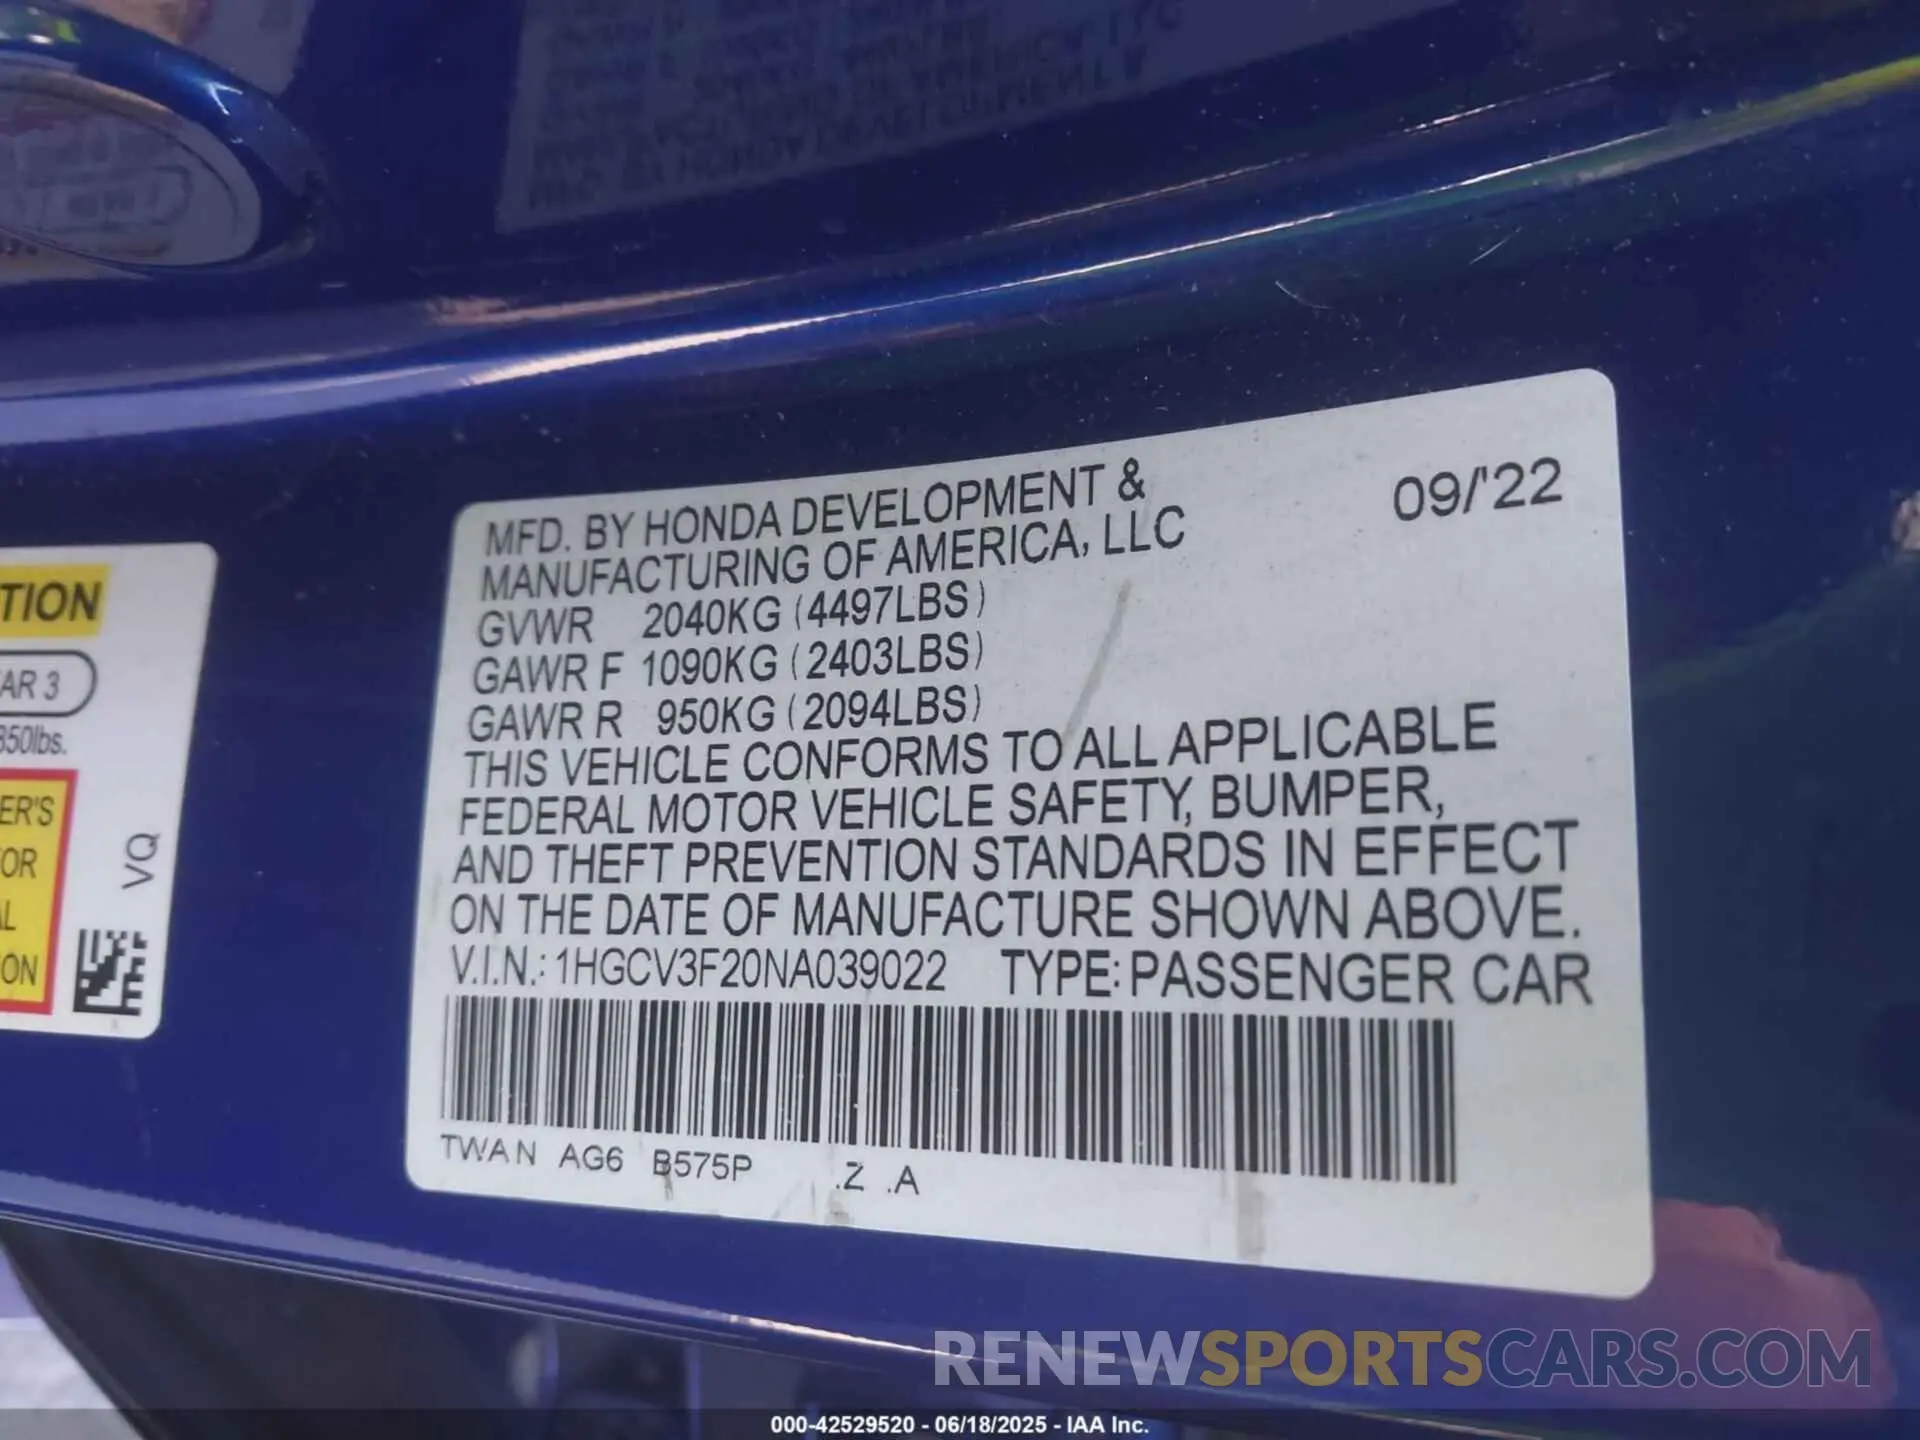 MFD. BY HONDA DEVELOPMENT &
MANUFACTURING OF AMERICA, LLC
09/'22
GVWR 2040KG (4497LBS)
GAWR F 1090KG (2403LBS)
GAWR R 950KG (2094LBS)
THIS VEHICLE CONFORMS TO ALL APPLICABLE
FEDERAL MOTOR VEHICLE SAFETY, BUMPER,
AND THEFT PREVENTION STANDARDS IN EFFECT
ON THE DATE OF MANUFACTURE SHOWN ABOVE.
V.I.N.: 1HGCV3F20NA039022 TYPE: PASSENGER CAR
TWAN AG6 B575P .Z .A
TION
AR 3
350lbs.
ER'S
OR
L
ON
VQ
RENEWSPORTSCARS.COM
000-42529520 - 06/18/2025 - IAA Inc.